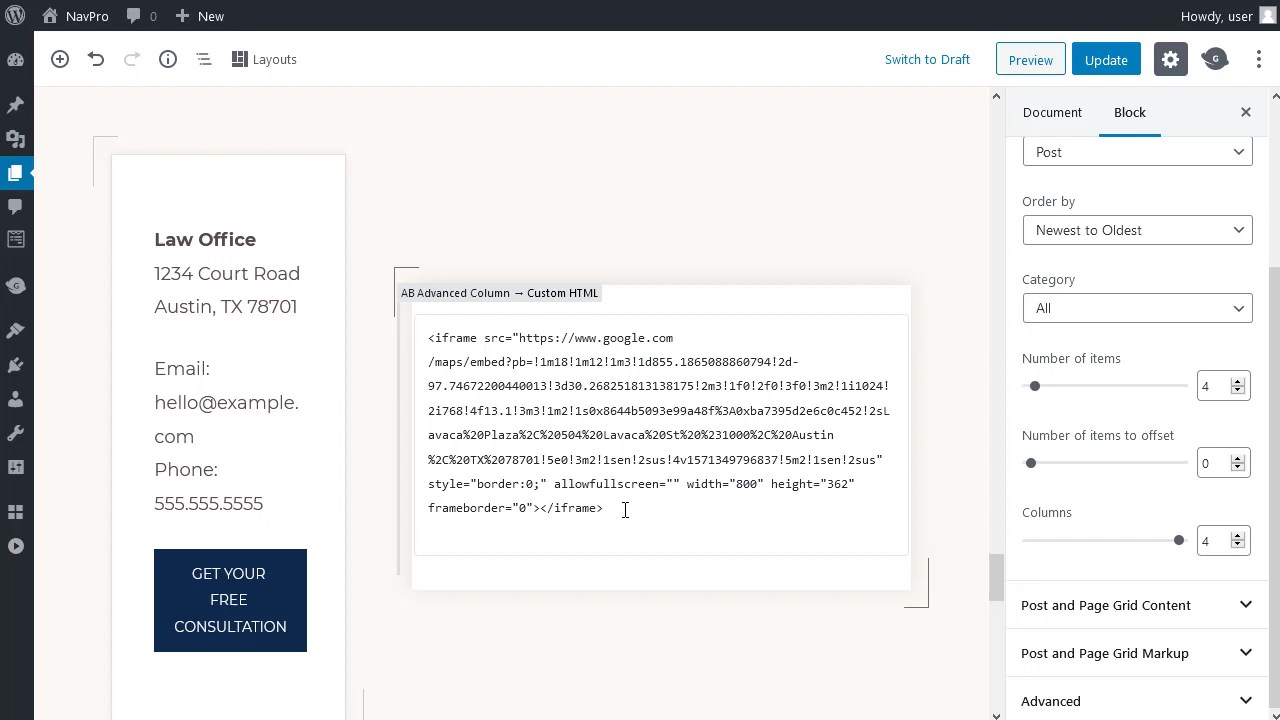 NavPro
0
New
Howdy, user
Layouts
Switch to Draft
Preview
Update
G
Document
Block
Post
Order by
Newest to Oldest
Category
All
Number of items
4
Number of items to offset
0
Columns
4
Post and Page Grid Content
Post and Page Grid Markup
Advanced
Law Office
1234 Court Road
Austin, TX 78701
Email:
hello@example.
com
Phone:
555.555.5555
GET YOUR
FREE
CONSULTATION
AB Advanced Column → Custom HTML
<iframe src="https://www.google.com
/maps/embed?pb=!1m18!1m12!1m3!1d855.1865088860794!2d-
97.74672200440013!3d30.268251813138175!2m3!1f0!2f0!3f0!3m2!1i1024!
2i768!4f13.1!3m3!1m2!1s0x8644b5093e99a48f%3A0xba7395d2e6c0c452!2sL
avaca%20Plaza%2C%20504%20Lavaca%20St%20%231000%2C%20Austin
%2C%20TX%2078701!5e0!3m2!1sen!2sus!4v1571349796837!5m2!1sen!2sus"
style="border:0;" allowfullscreen="" width="800" height="362"
frameborder="0"></iframe>